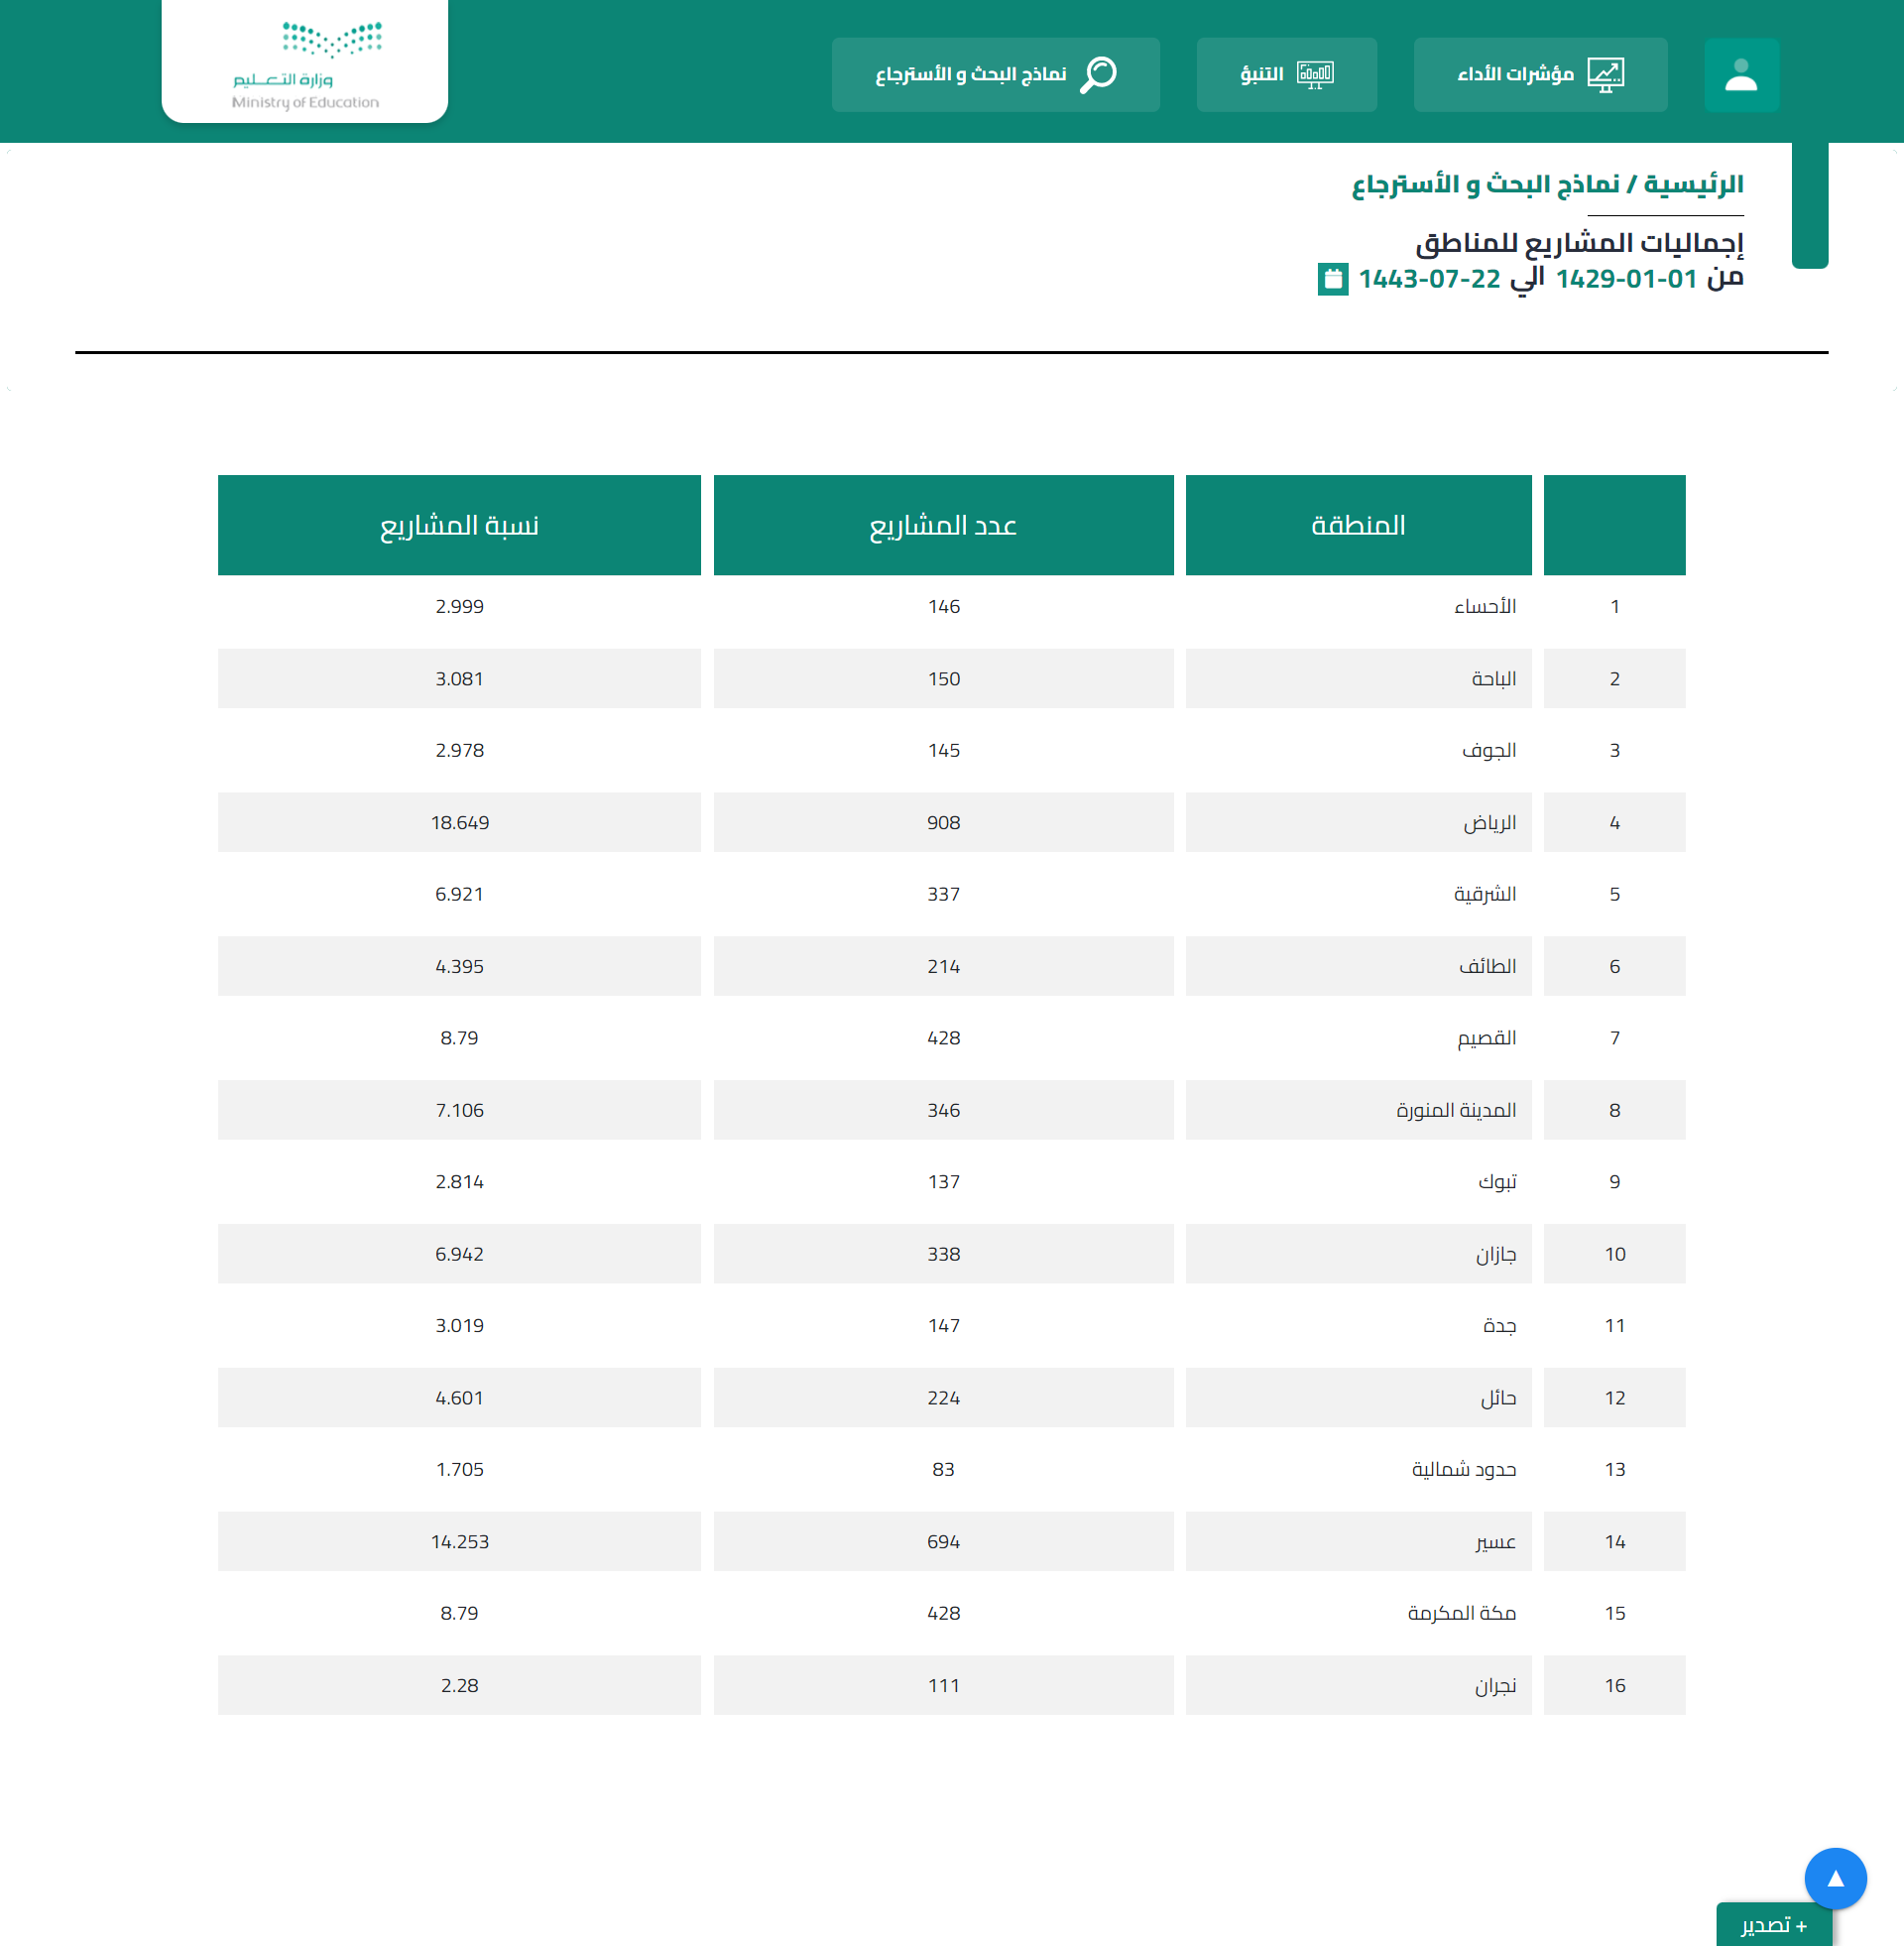 مؤشرات الأداء
التنبؤ
نماذج البحث و الأسترجاع
وزارة التعـــليم
Ministry of Education
الرئيسية / نماذج البحث و الأسترجاع
إجماليات المشاريع للمناطق
من 1429-01-01 الي 1443-07-22
المنطقة عدد المشاريع نسبة المشاريع
1 الأحساء 146 2.999
2 الباحة 150 3.081
3 الجوف 145 2.978
4 الرياض 908 18.649
5 الشرقية 337 6.921
6 الطائف 214 4.395
7 القصيم 428 8.79
8 المدينة المنورة 346 7.106
9 تبوك 137 2.814
10 جازان 338 6.942
11 جدة 147 3.019
12 حائل 224 4.601
13 حدود شمالية 83 1.705
14 عسير 694 14.253
15 مكة المكرمة 428 8.79
16 نجران 111 2.28
+ تصدير